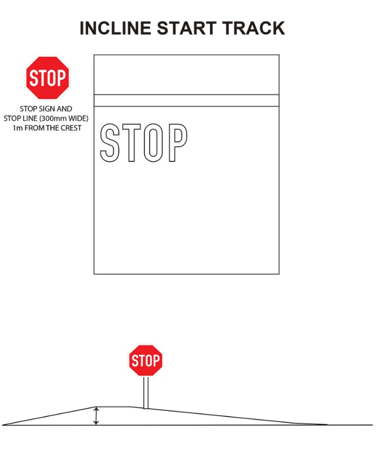 INCLINE START TRACK
STOP
STOP SIGN AND
STOP LINE (300mm WIDE)
1m FROM THE CREST
STOP
STOP